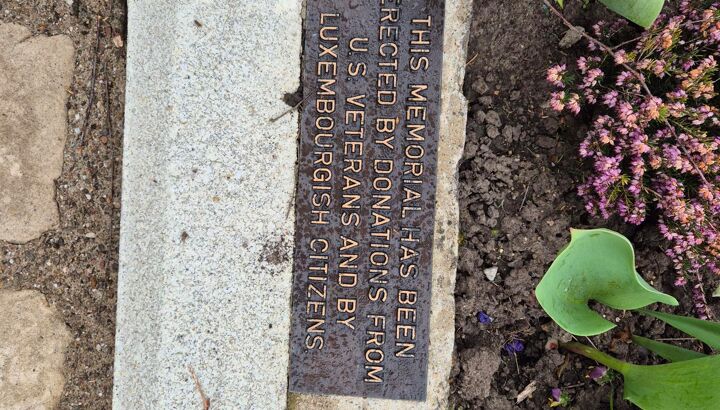 THIS MEMORIAL HAS BEEN
ERECTED BY DONATIONS FROM
U.S. VETERANS AND BY
LUXEMBOURGISH CITIZENS